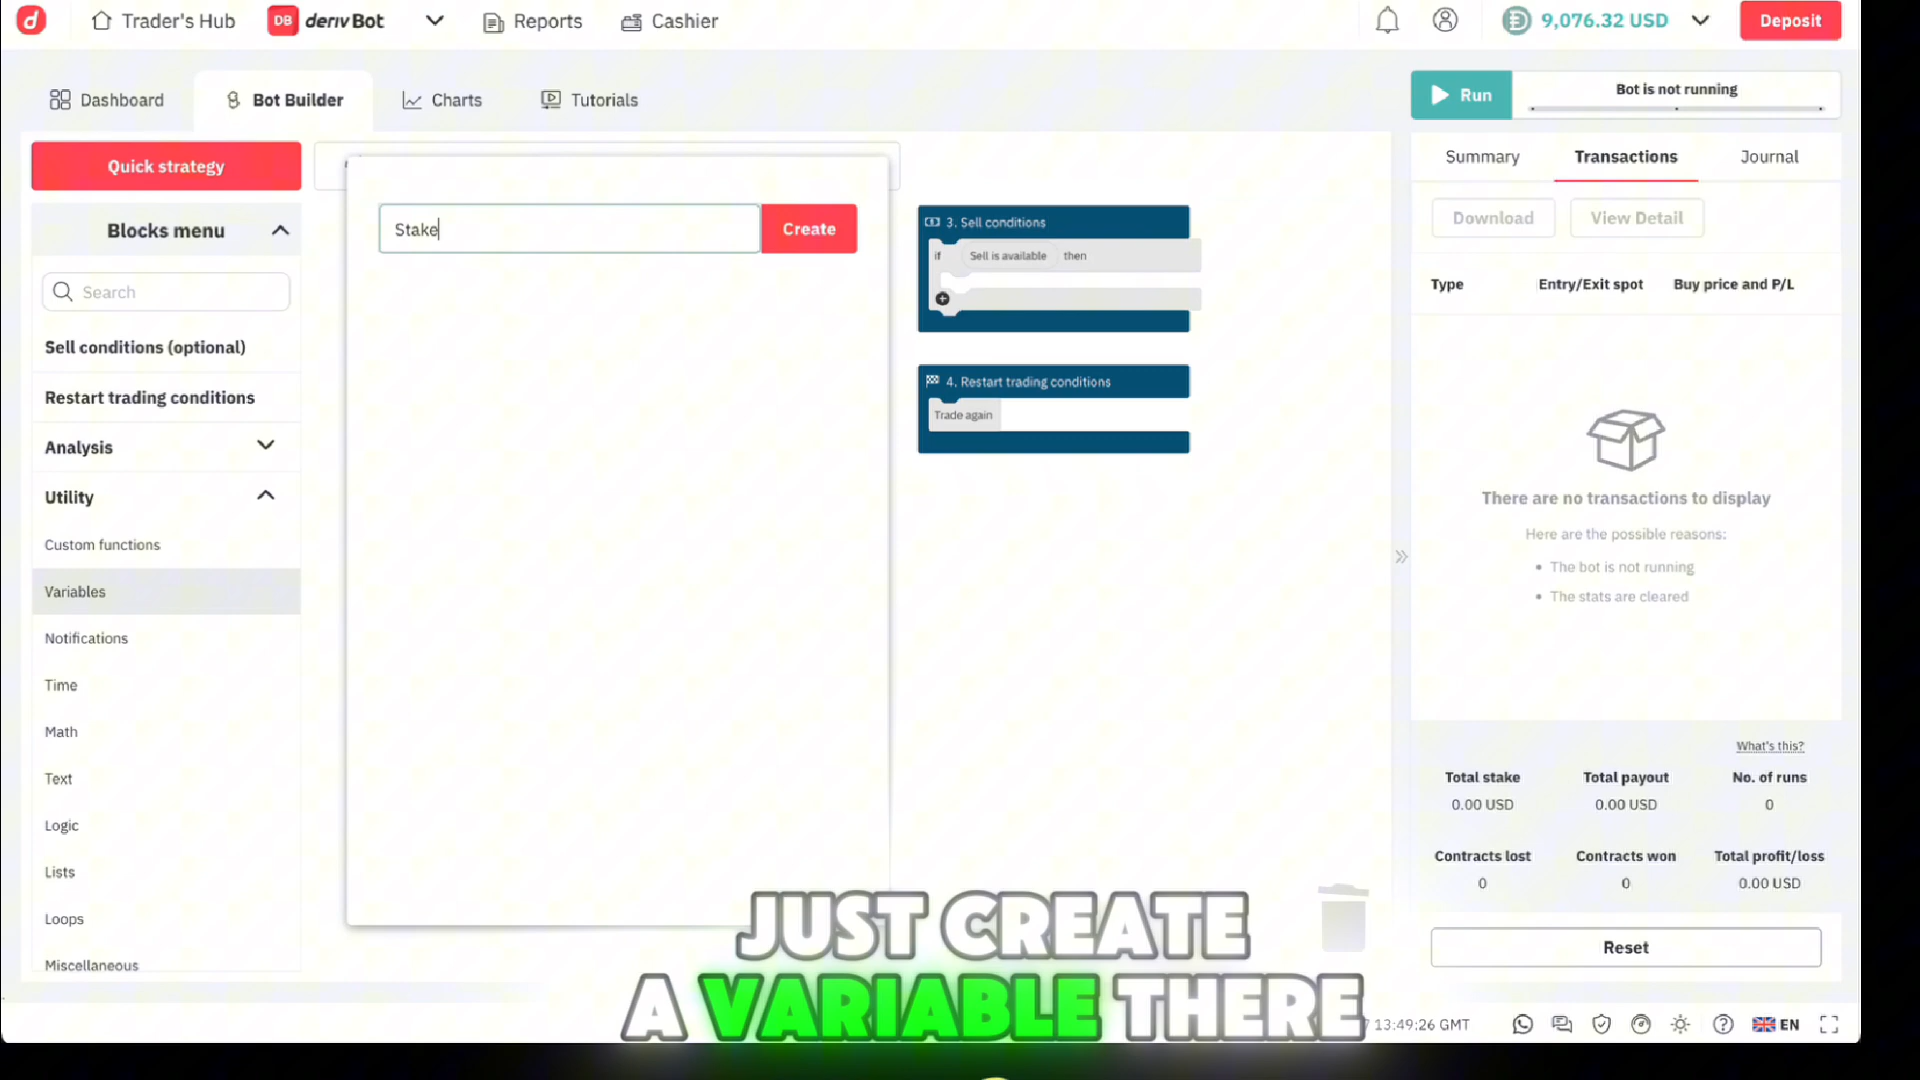 Trader's Hub
DB deriv Bot
Reports
Cashier
9,076.32 USD
Deposit
Dashboard
Bot Builder
Charts
Tutorials
Run
Bot is not running
Quick strategy
Blocks menu
Search
Sell conditions (optional)
Restart trading conditions
Analysis
Utility
Custom functions
Variables
Notifications
Time
Math
Text
Logic
Lists
Loops
Miscellaneous
Stake
Create
3. Sell conditions
if Sell is available then
4. Restart trading conditions
Trade again
Summary
Transactions
Journal
Download
View Detail
Type
Entry/Exit spot
Buy price and P/L
There are no transactions to display
Here are the possible reasons:
• The bot is not running
• The stats are cleared
What's this?
Total stake
Total payout
No. of runs
0.00 USD
0.00 USD
0
Contracts lost
Contracts won
Total profit/loss
0
0
0.00 USD
Reset
JUST CREATE
A VARIABLE THERE
13:49:26 GMT
EN